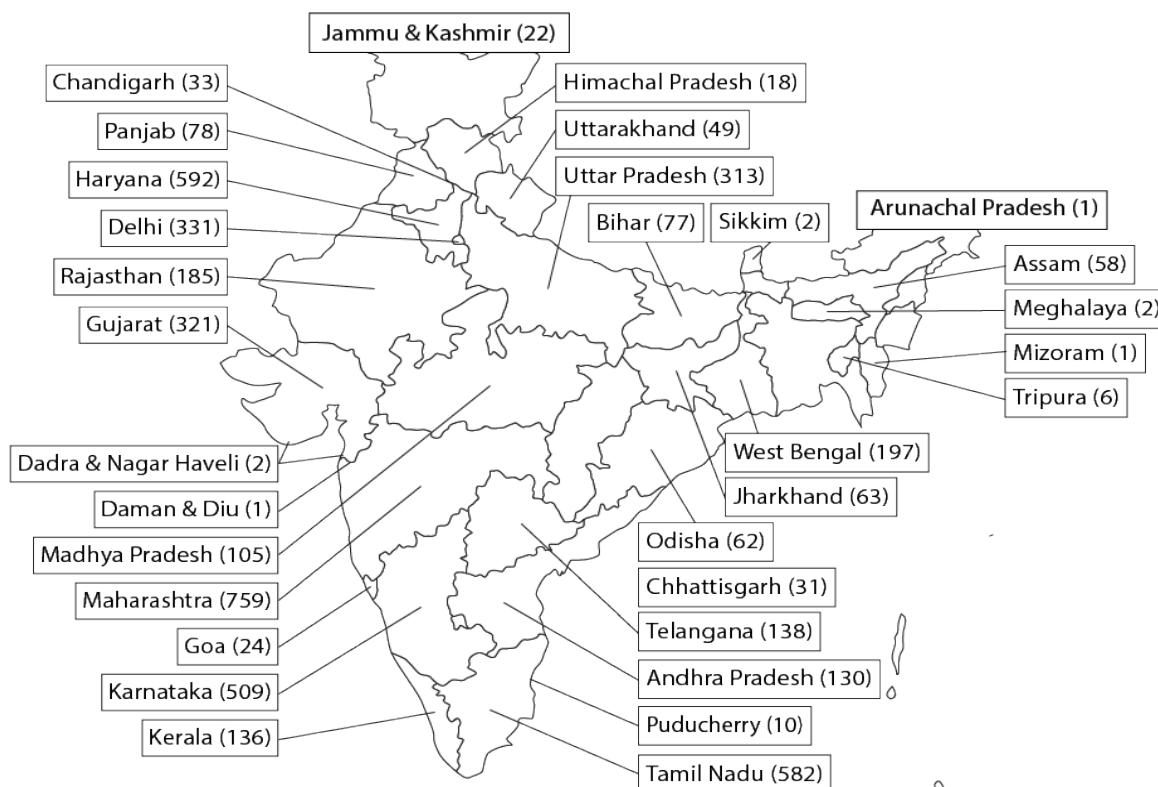 Jammu & Kashmir (22)
Chandigarh (33)
Himachal Pradesh (18)
Panjab (78)
Uttarakhand (49)
Haryana (592)
Uttar Pradesh (313)
Delhi (331)
Bihar (77)
Sikkim (2)
Arunachal Pradesh (1)
Rajasthan (185)
Assam (58)
Gujarat (321)
Meghalaya (2)
Mizoram (1)
Tripura (6)
Dadra & Nagar Haveli (2)
West Bengal (197)
Daman & Diu (1)
Jharkhand (63)
Madhya Pradesh (105)
Odisha (62)
Maharashtra (759)
Chhattisgarh (31)
Goa (24)
Telangana (138)
Karnataka (509)
Andhra Pradesh (130)
Kerala (136)
Puducherry (10)
Tamil Nadu (582)